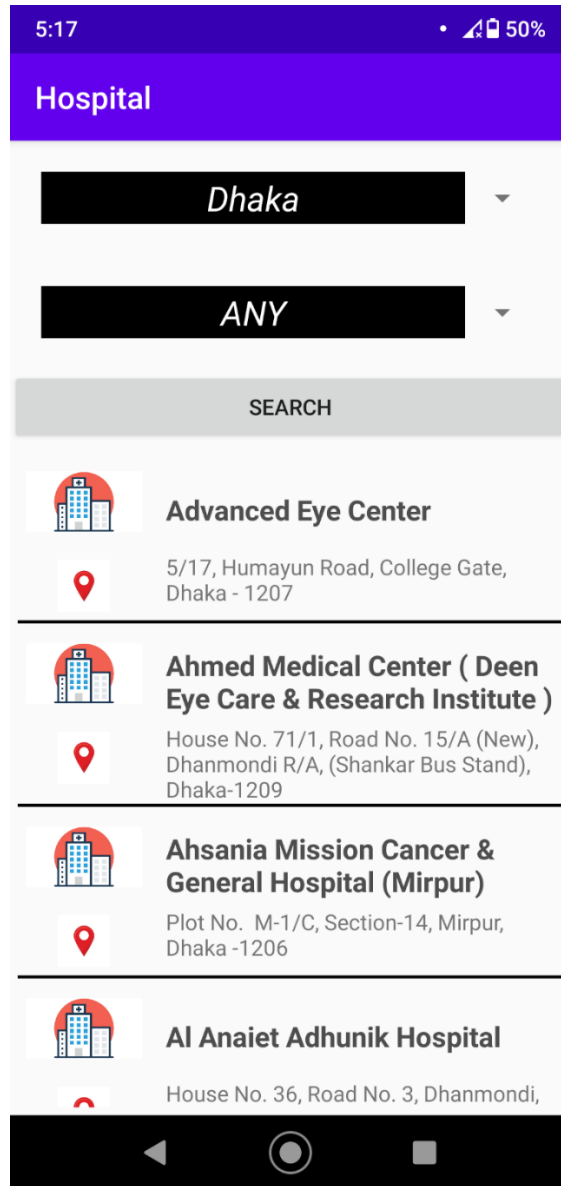 5:17
50%
Hospital
Dhaka
ANY
SEARCH
Advanced Eye Center
5/17, Humayun Road, College Gate,
Dhaka - 1207
Ahmed Medical Center ( Deen
Eye Care & Research Institute )
House No. 71/1, Road No. 15/A (New),
Dhanmondi R/A, (Shankar Bus Stand),
Dhaka-1209
Ahsania Mission Cancer &
General Hospital (Mirpur)
Plot No.  M-1/C, Section-14, Mirpur,
Dhaka -1206
Al Anaiet Adhunik Hospital
House No. 36, Road No. 3, Dhanmondi,